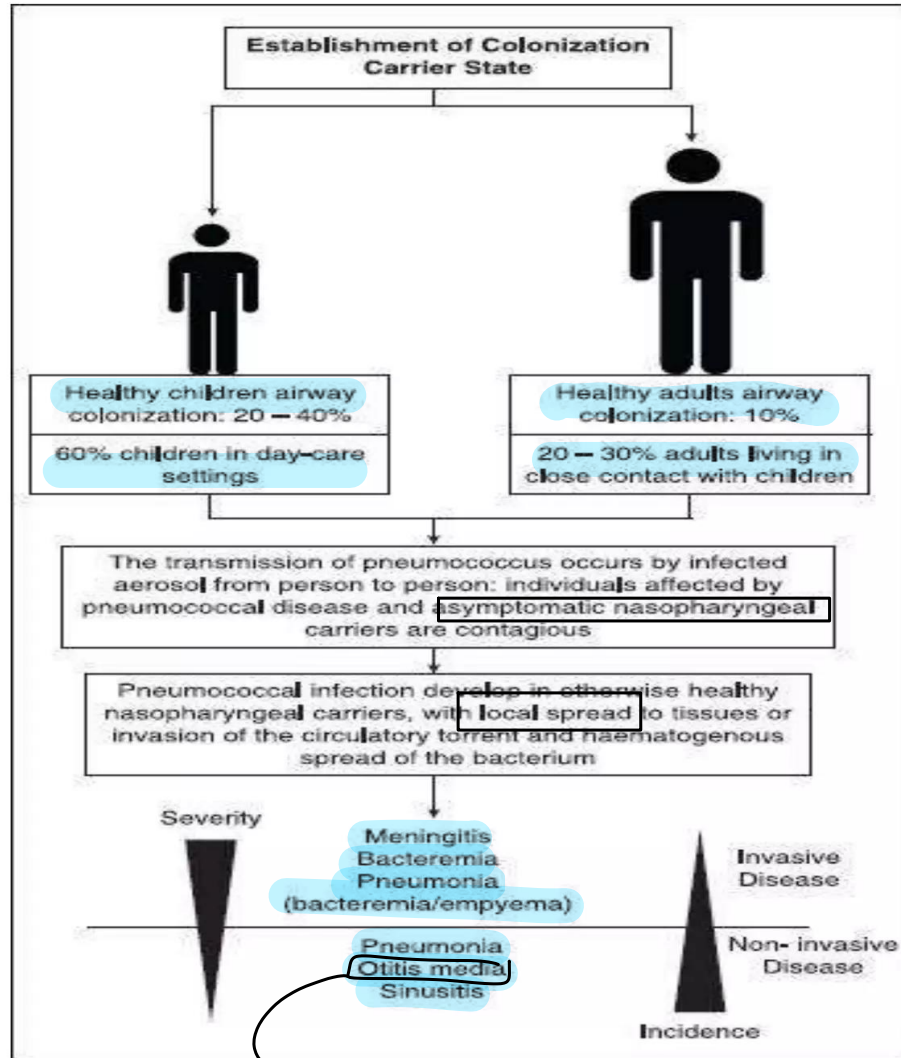 Establishment of Colonization
Carrier State
Healthy children airway
colonization: 20 – 40%
60% children in day-care
settings
Healthy adults airway
colonization: 10%
20 – 30% adults living in
close contact with children
The transmission of pneumococcus occurs by infected
aerosol from person to person: individuals affected by
pneumococcal disease and asymptomatic nasopharyngeal
carriers are contagious
Pneumococcal infection develop in otherwise healthy
nasopharyngeal carriers, with local spread to tissues or
invasion of the circulatory torrent and haematogenous
spread of the bacterium
Severity
Meningitis
Bacteremia
Pneumonia
(bacteremia/empyema)
Invasive
Disease
Pneumonia
Otitis media
Sinusitis
Non- invasive
Disease
Incidence